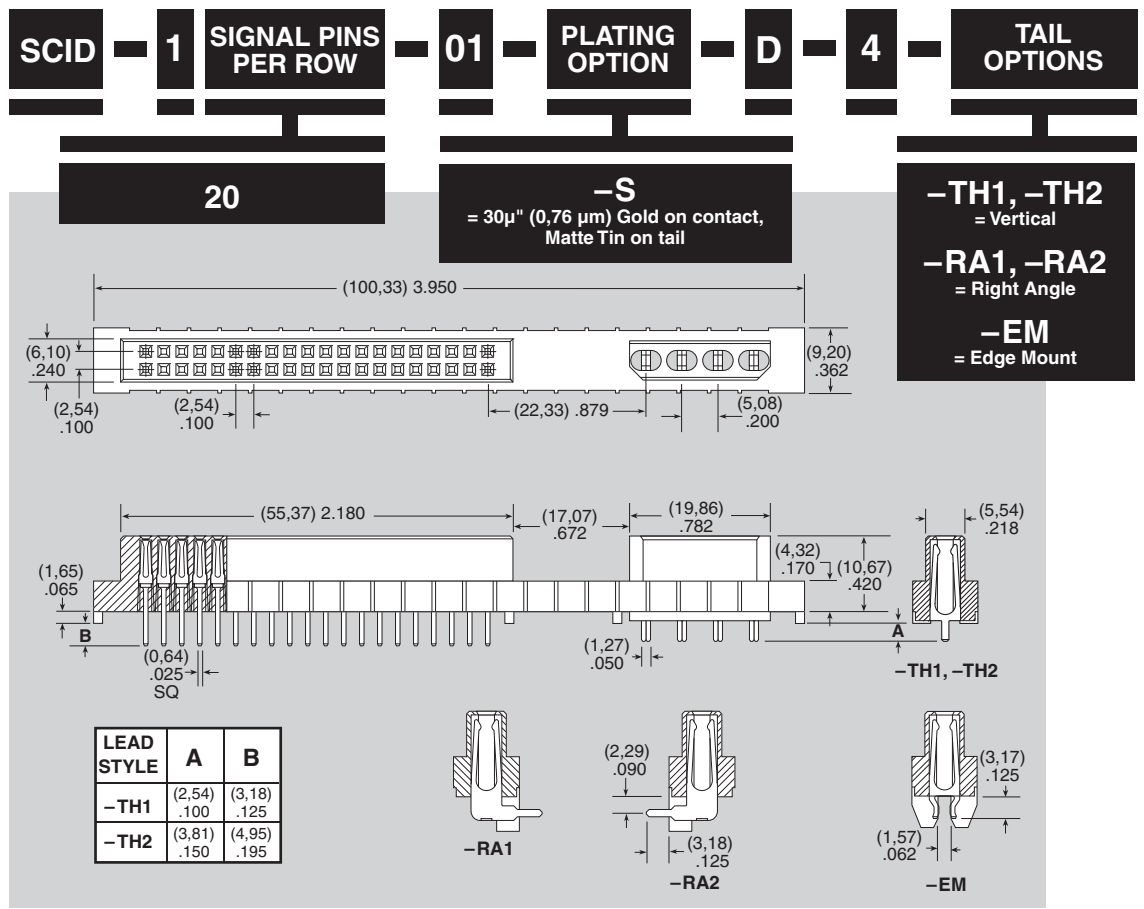 SCID – 1 SIGNAL PINS PER ROW – 01 – PLATING OPTION – D – 4 – TAIL OPTIONS
20
–S
= 30µ" (0,76 µm) Gold on contact,
Matte Tin on tail
–TH1, –TH2
= Vertical
–RA1, –RA2
= Right Angle
–EM
= Edge Mount
(100,33) 3.950
(6,10)
.240
(9,20)
.362
(2,54)
.100
(2,54)
.100
(22,33) .879
(5,08)
.200
(55,37) 2.180
(17,07)
.672
(19,86)
.782
(5,54)
.218
(4,32)
.170
(10,67)
.420
(1,65)
.065
B
(0,64)
.025
SQ
(1,27)
.050
A
–TH1, –TH2
LEAD STYLE A B
–TH1 (2,54) .100 (3,18) .125
–TH2 (3,81) .150 (4,95) .195
–RA1
(2,29)
.090
(3,18)
.125
–RA2
(3,17)
.125
(1,57)
.062
–EM